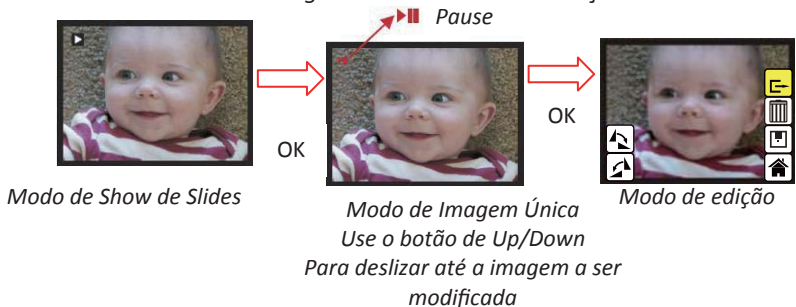 Pause
OK
OK
Modo de Show de Slides
Modo de Imagem Única
Use o botão de Up/Down
Para deslizar até a imagem a ser
modificada
Modo de edição